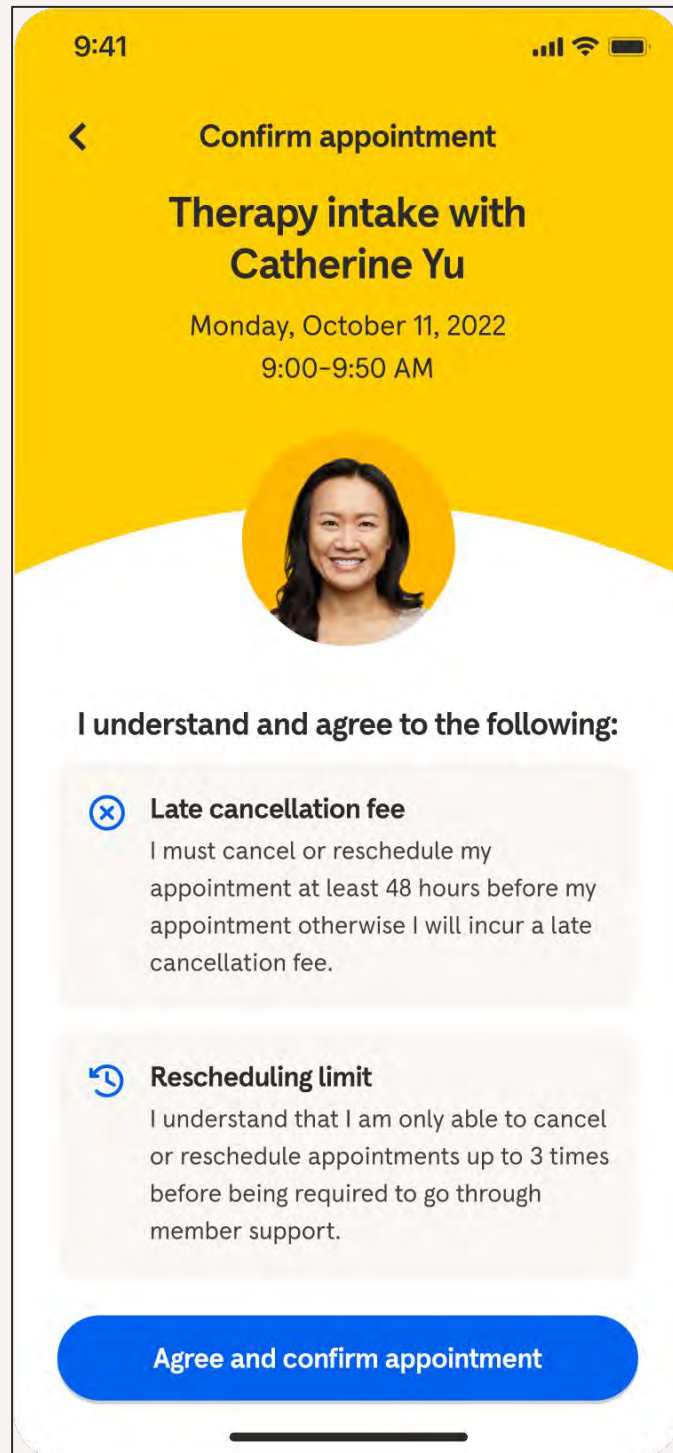 9:41
Confirm appointment
Therapy intake with
Catherine Yu
Monday, October 11, 2022
9:00–9:50 AM
I understand and agree to the following:
Late cancellation fee
I must cancel or reschedule my
appointment at least 48 hours before my
appointment otherwise I will incur a late
cancellation fee.
Rescheduling limit
I understand that I am only able to cancel
or reschedule appointments up to 3 times
before being required to go through
member support.
Agree and confirm appointment